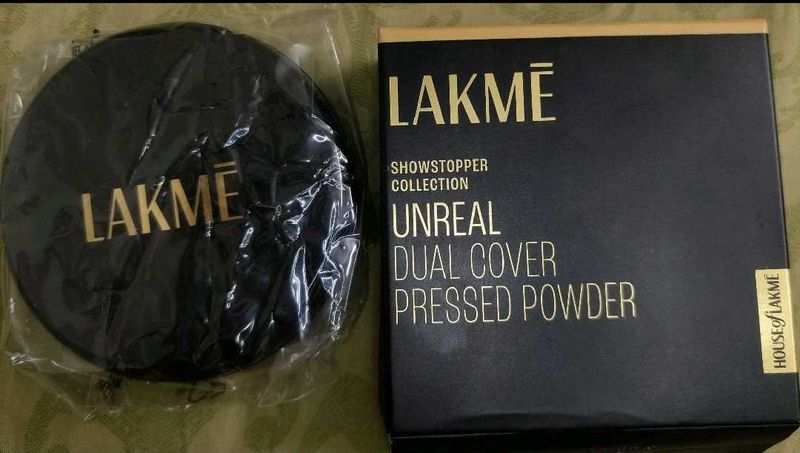 LAKMĒ
LAKMĒ
SHOWSTOPPER
COLLECTION
UNREAL
DUAL COVER
PRESSED POWDER
HOUSE of LAKMĒ